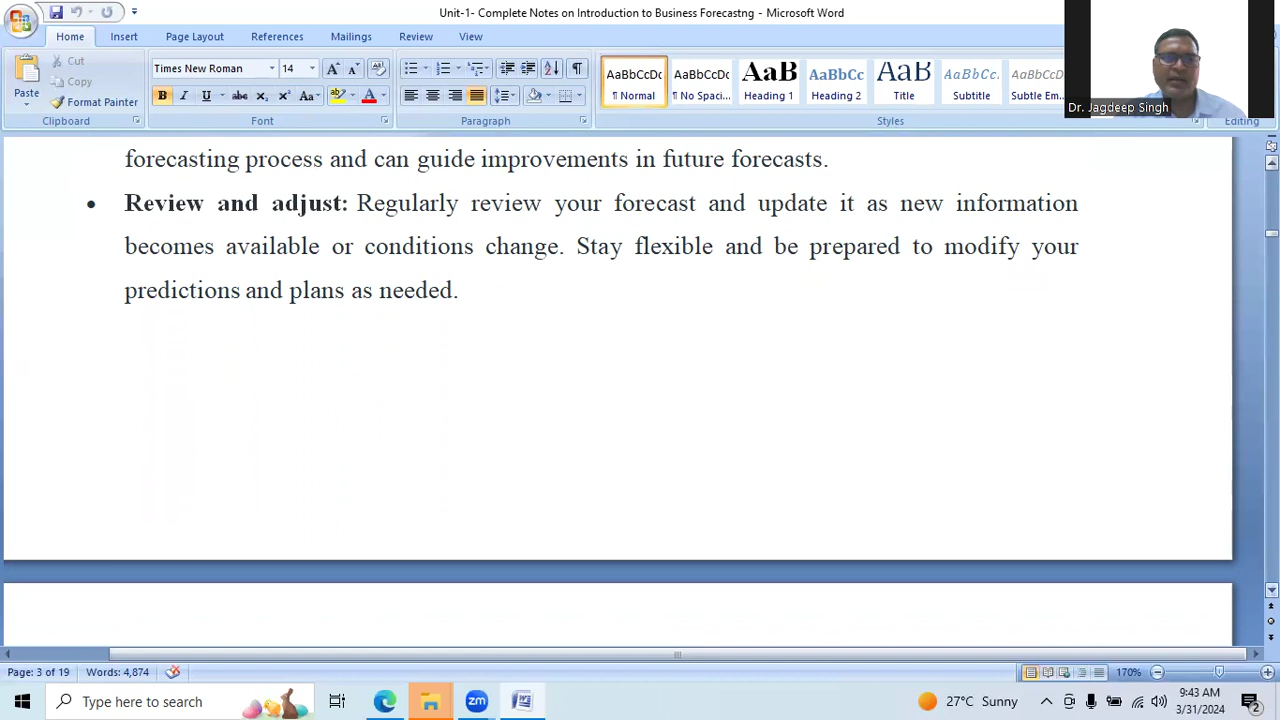 Unit-1- Complete Notes on Introduction to Business Forecastng - Microsoft Word
Home Insert Page Layout References Mailings Review View
Paste
Cut
Copy
Format Painter
Clipboard
Times New Roman 14
Font
Paragraph
AaBbCcDc AaBbCcDc AaB AaBbCc AaBb AaBbCc. AaBbCc.
¶ Normal ¶ No Spaci... Heading 1 Heading 2 Title Subtitle Subtle Em...
Styles
Editing
Dr. Jagdeep Singh
forecasting process and can guide improvements in future forecasts.
• Review and adjust: Regularly review your forecast and update it as new information
becomes available or conditions change. Stay flexible and be prepared to modify your
predictions and plans as needed.
Page: 3 of 19 Words: 4,874 170%
Type here to search
zm
27°C Sunny
9:43 AM
3/31/2024
2